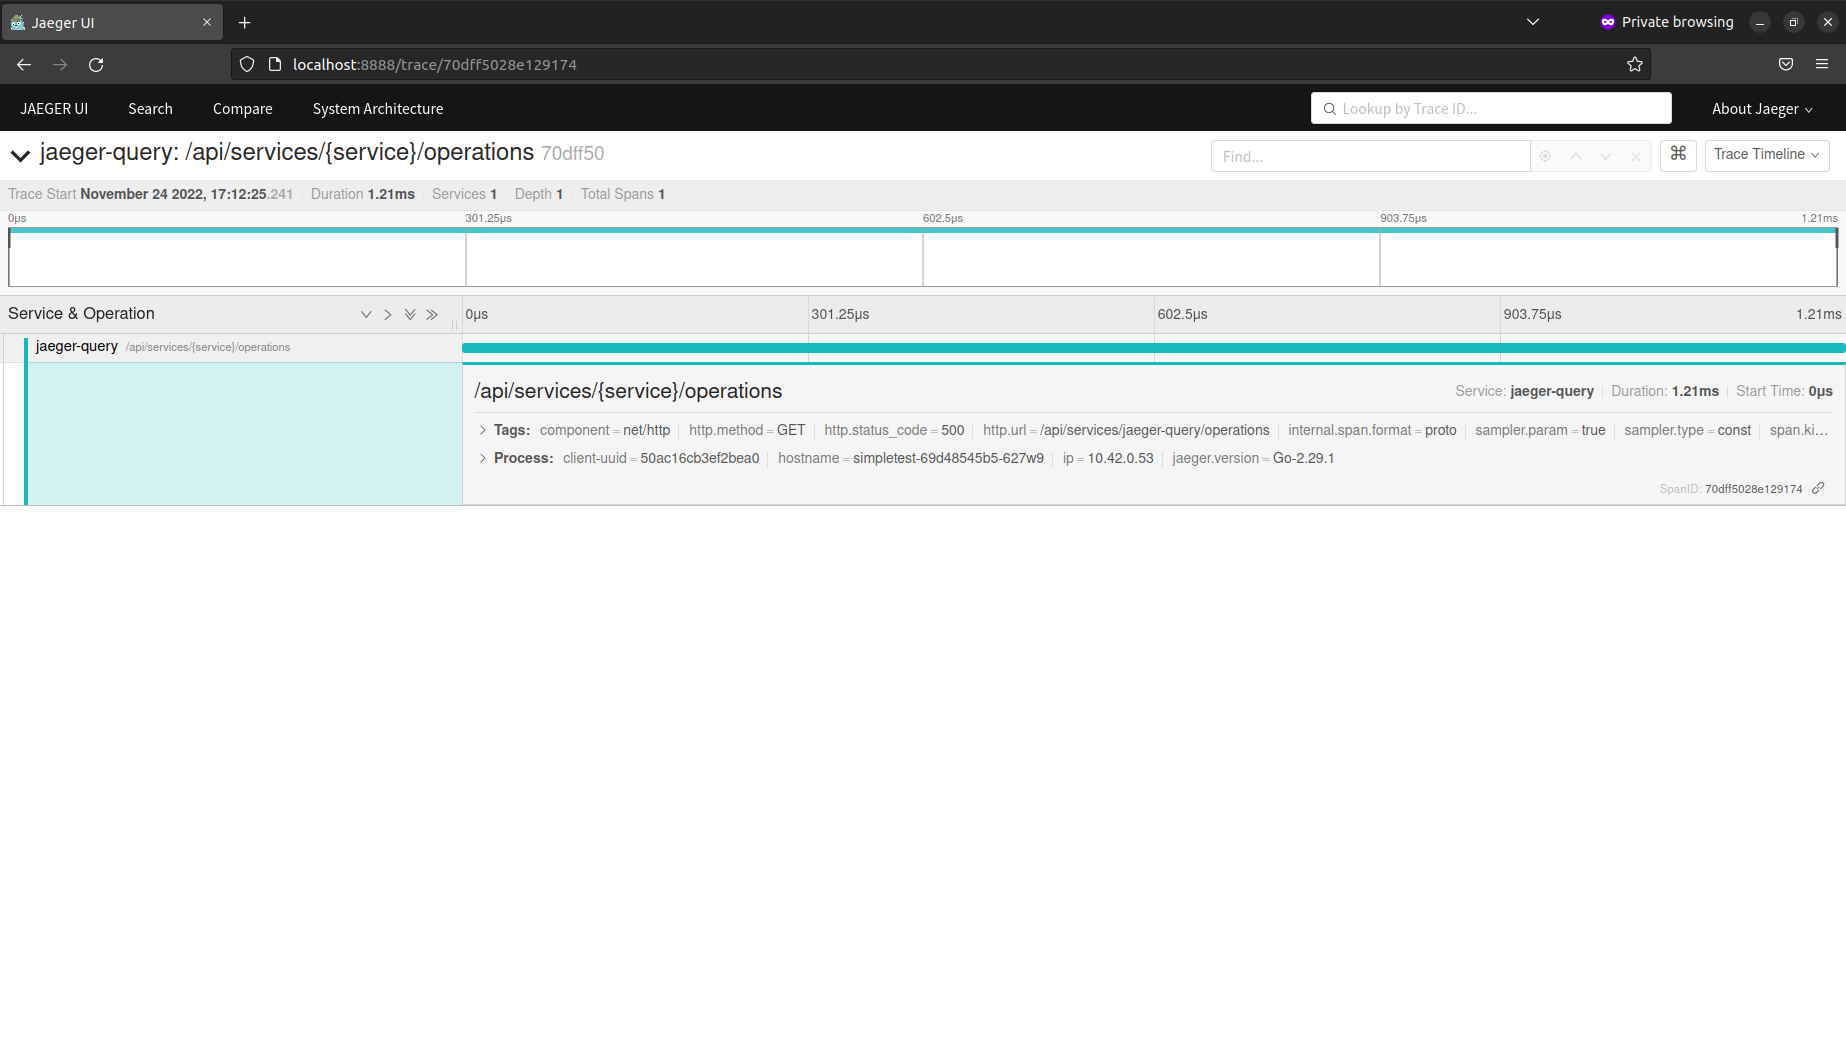 Jaeger UI
Private browsing
localhost:8888/trace/70dff5028e129174
JAEGER UI Search Compare System Architecture Lookup by Trace ID... About Jaeger
jaeger-query: /api/services/{service}/operations 70dff50 Find... ⌘ Trace Timeline
Trace Start November 24 2022, 17:12:25.241 Duration 1.21ms Services 1 Depth 1 Total Spans 1
0μs 301.25μs 602.5μs 903.75μs 1.21ms
Service & Operation 0μs 301.25μs 602.5μs 903.75μs 1.21ms
jaeger-query /api/services/{service}/operations
/api/services/{service}/operations Service: jaeger-query Duration: 1.21ms Start Time: 0μs
Tags: component = net/http http.method = GET http.status_code = 500 http.url = /api/services/jaeger-query/operations internal.span.format = proto sampler.param = true sampler.type = const span.ki...
Process: client-uuid = 50ac16cb3ef2bea0 hostname = simpletest-69d48545b5-627w9 ip = 10.42.0.53 jaeger.version = Go-2.29.1
SpanID: 70dff5028e129174